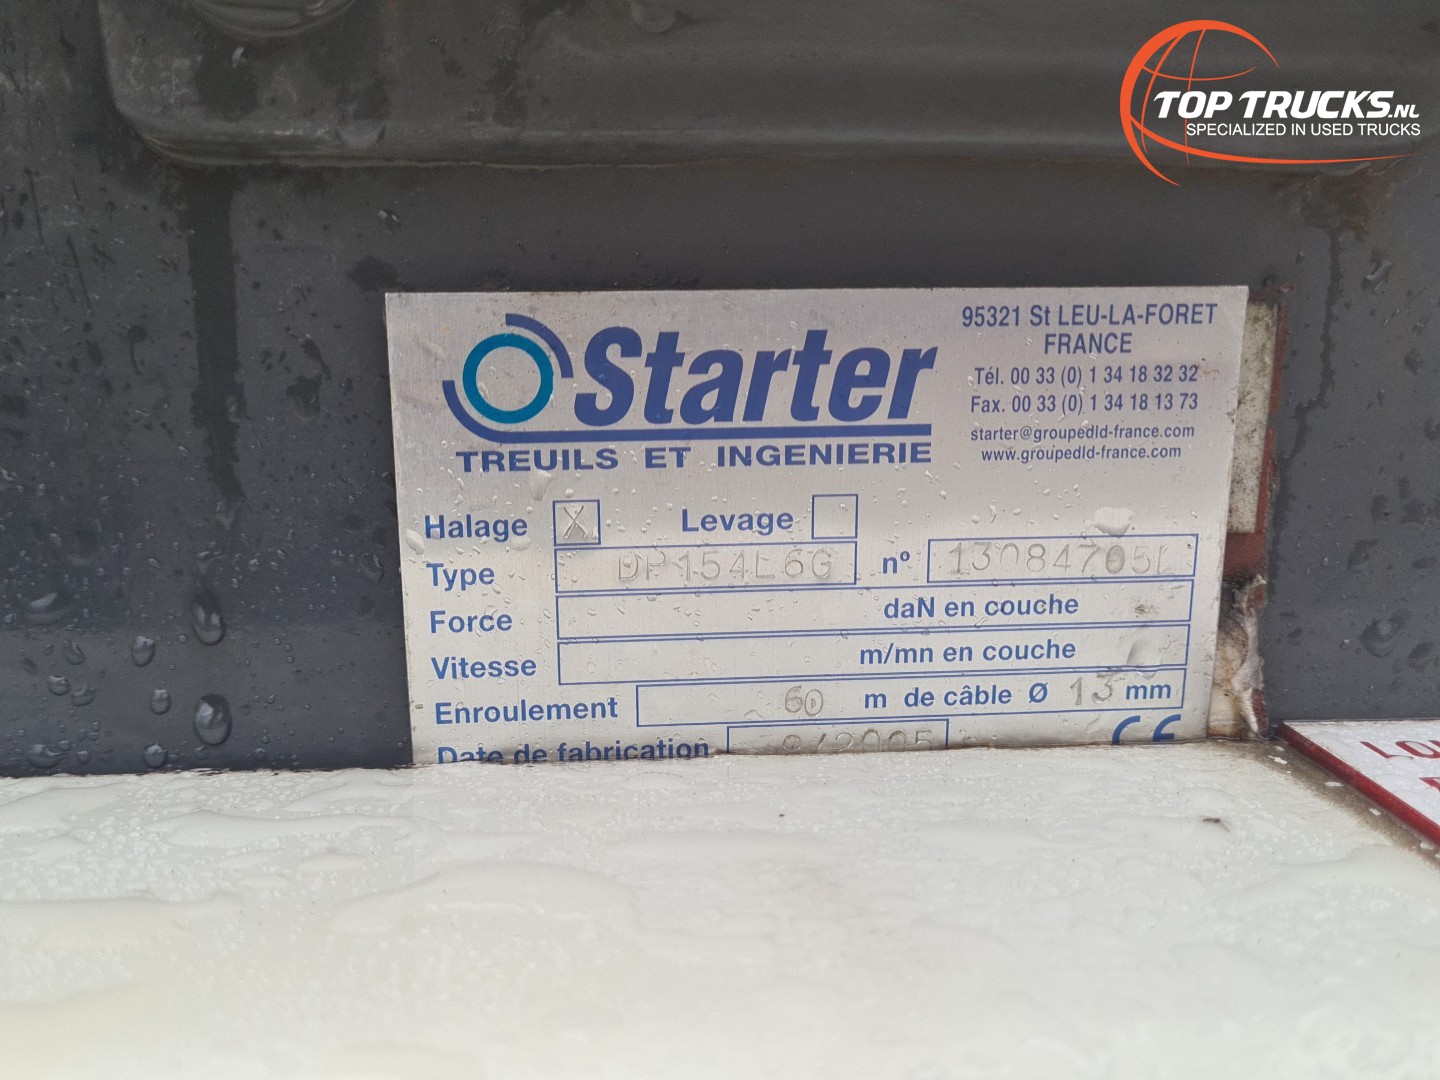 TOP TRUCKS.NL
SPECIALIZED IN USED TRUCKS
Starter
TREUILS ET INGENIERIE
95321 St LEU-LA-FORET
FRANCE
Tél. 00 33 (0) 1 34 18 32 32
Fax. 00 33 (0) 1 34 18 13 73
starter@groupedld-france.com
www.groupedld-france.com
Halage X Levage
Type DP154L6G nº
Force daN en couche
Vitesse m/mn en couche
Enroulement 60 m de câble Ø 13 mm
Date de fabrication 9/2005 CE